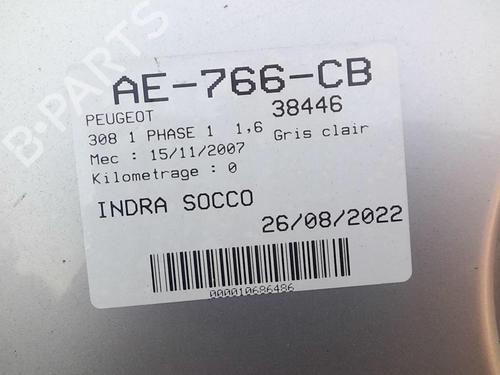 B-PARTS
AE-766-CB
PEUGEOT 38446
308 1 PHASE 1 1,6 Gris clair
Mec : 15/11/2007
Kilometrage : 0
INDRA SOCCO
26/08/2022
000010686486